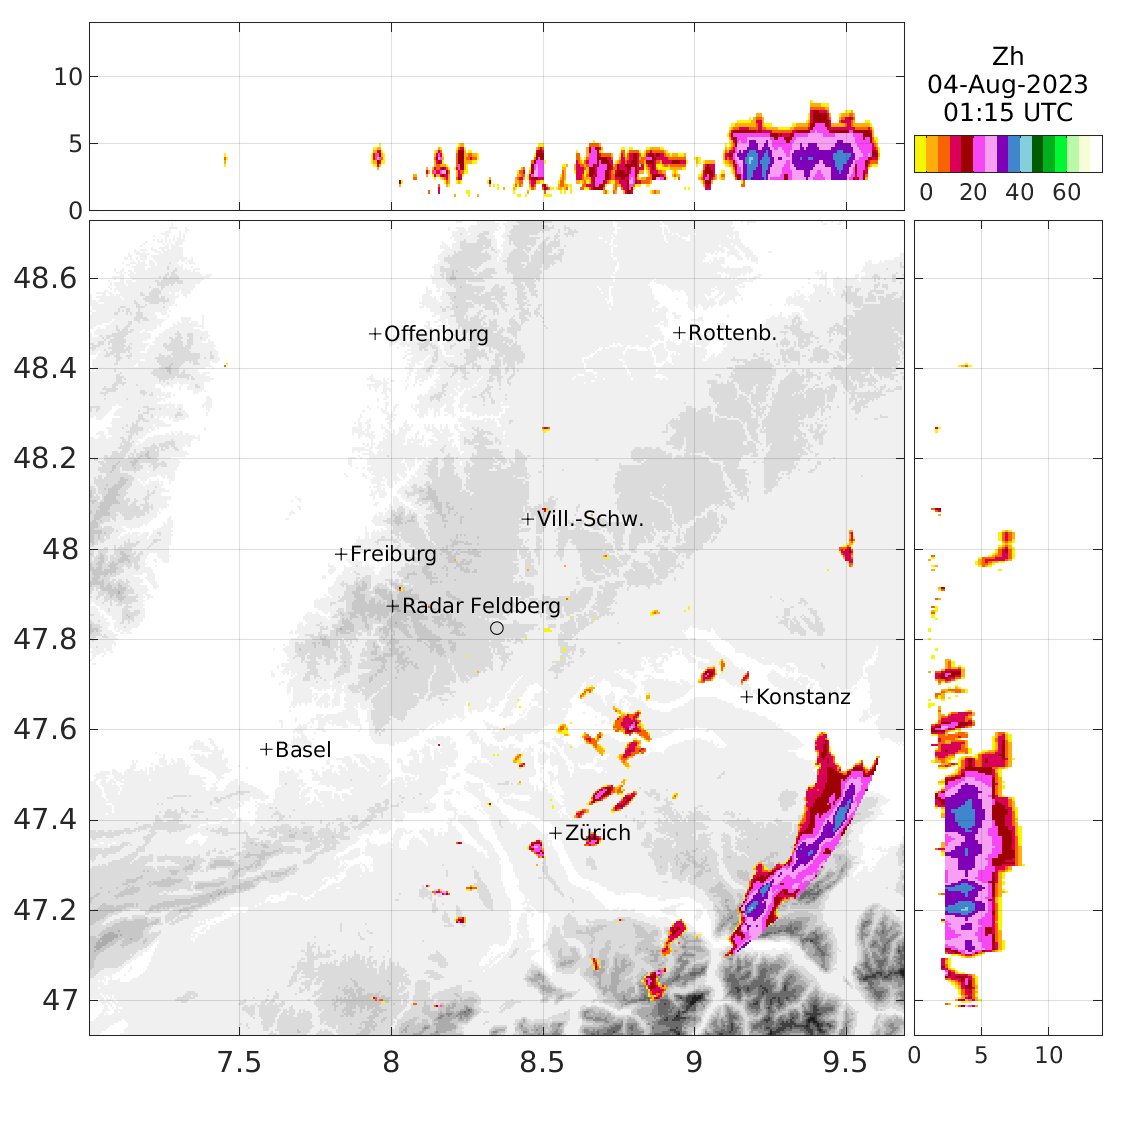 10
5
0
Zh
04-Aug-2023
01:15 UTC
0 20 40 60
48.6
48.4
48.2
48
47.8
47.6
47.4
47.2
47
Offenburg
Rottenb.
Vill.-Schw.
Freiburg
Radar Feldberg
Konstanz
Basel
Zürich
7.5 8 8.5 9 9.5
0 5 10